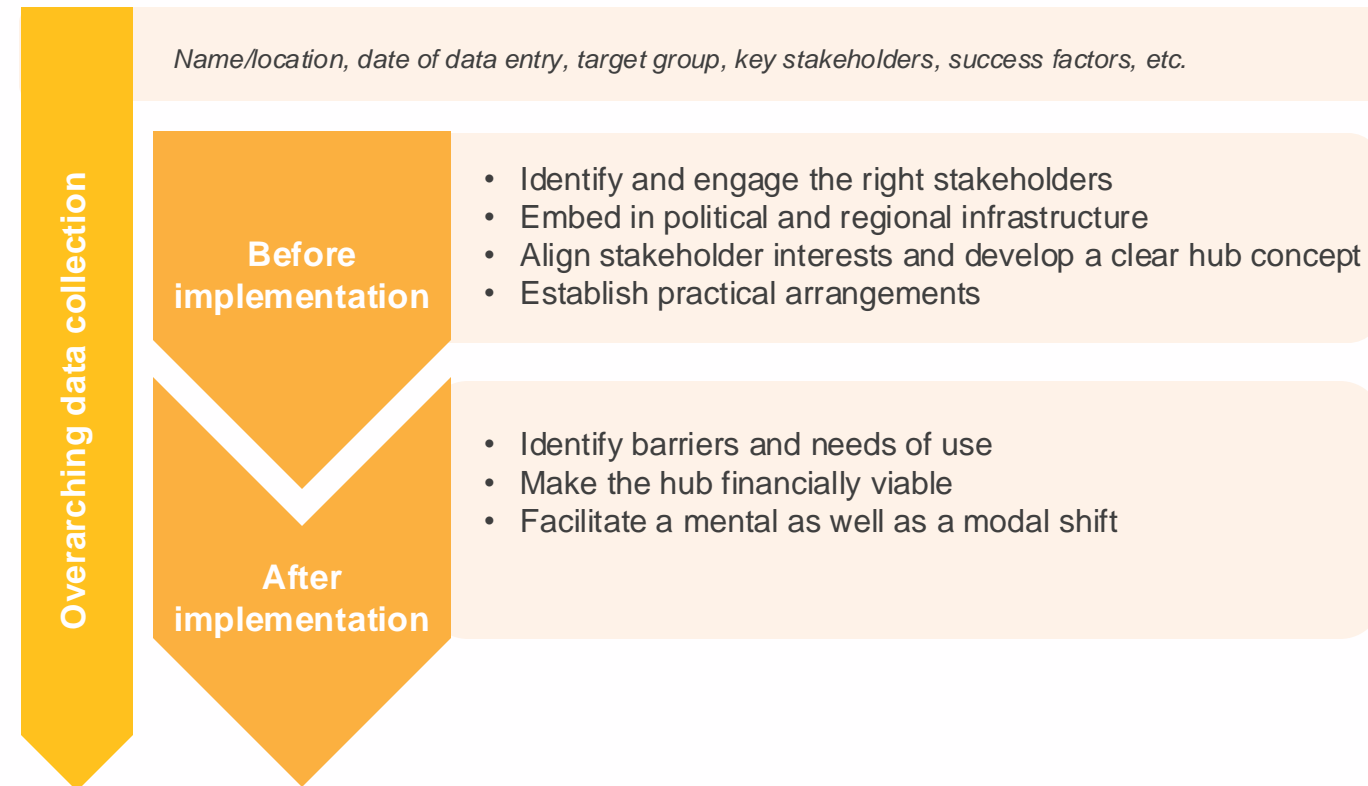 Name/location, date of data entry, target group, key stakeholders, success factors, etc.
Overarching data collection
Before
implementation
• Identify and engage the right stakeholders
• Embed in political and regional infrastructure
• Align stakeholder interests and develop a clear hub concept
• Establish practical arrangements
After
implementation
• Identify barriers and needs of use
• Make the hub financially viable
• Facilitate a mental as well as a modal shift